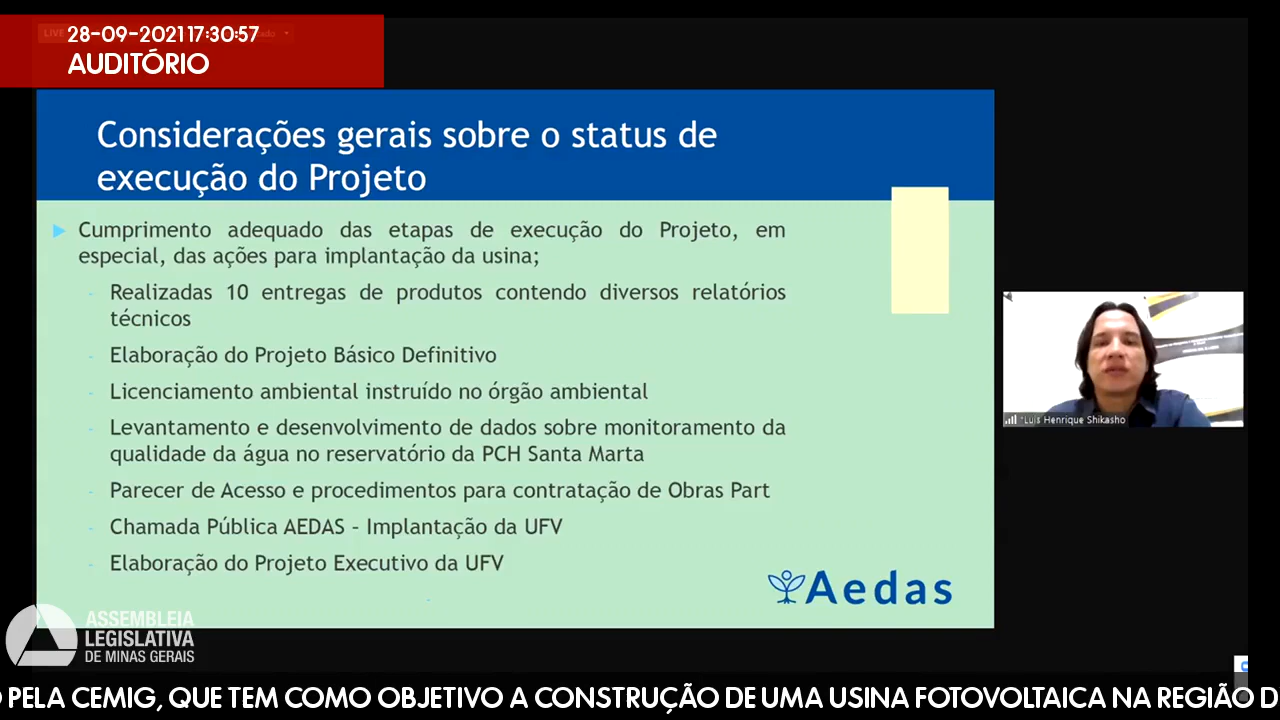 LIVE
28-09-2021 17:30:57
AUDITÓRIO
Considerações gerais sobre o status de
execução do Projeto
Cumprimento adequado das etapas de execução do Projeto, em
especial, das ações para implantação da usina;
- Realizadas 10 entregas de produtos contendo diversos relatórios
técnicos
- Elaboração do Projeto Básico Definitivo
- Licenciamento ambiental instruído no órgão ambiental
- Levantamento e desenvolvimento de dados sobre monitoramento da
qualidade da água no reservatório da PCH Santa Marta
- Parecer de Acesso e procedimentos para contratação de Obras Part
- Chamada Pública AEDAS – Implantação da UFV
- Elaboração do Projeto Executivo da UFV
Aedas
*Luis Henrique Shikasho
ASSEMBLEIA
LEGISLATIVA
DE MINAS GERAIS
O PELA CEMIG, QUE TEM COMO OBJETIVO A CONSTRUÇÃO DE UMA USINA FOTOVOLTAICA NA REGIÃO D